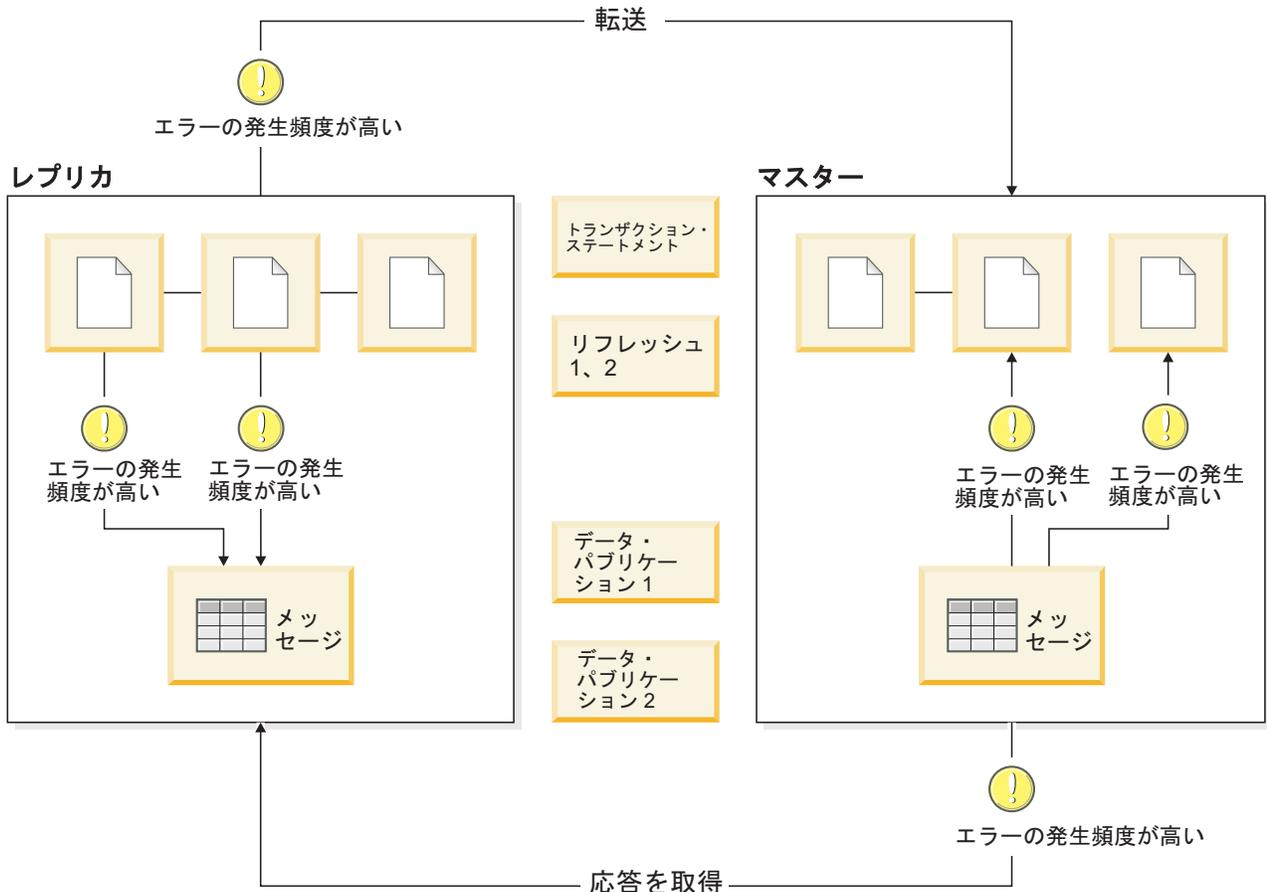 転送
エラーの発生頻度が高い
レプリカ
マスター
トランザクション・
ステートメント
リフレッシュ
1、2
エラーの発生
頻度が高い
エラーの発生
頻度が高い
エラーの発生
頻度が高い
エラーの発生
頻度が高い
データ・
パブリケー
ション 1
メッ
セージ
メッ
セージ
データ・
パブリケー
ション 2
エラーの発生頻度が高い
応答を取得